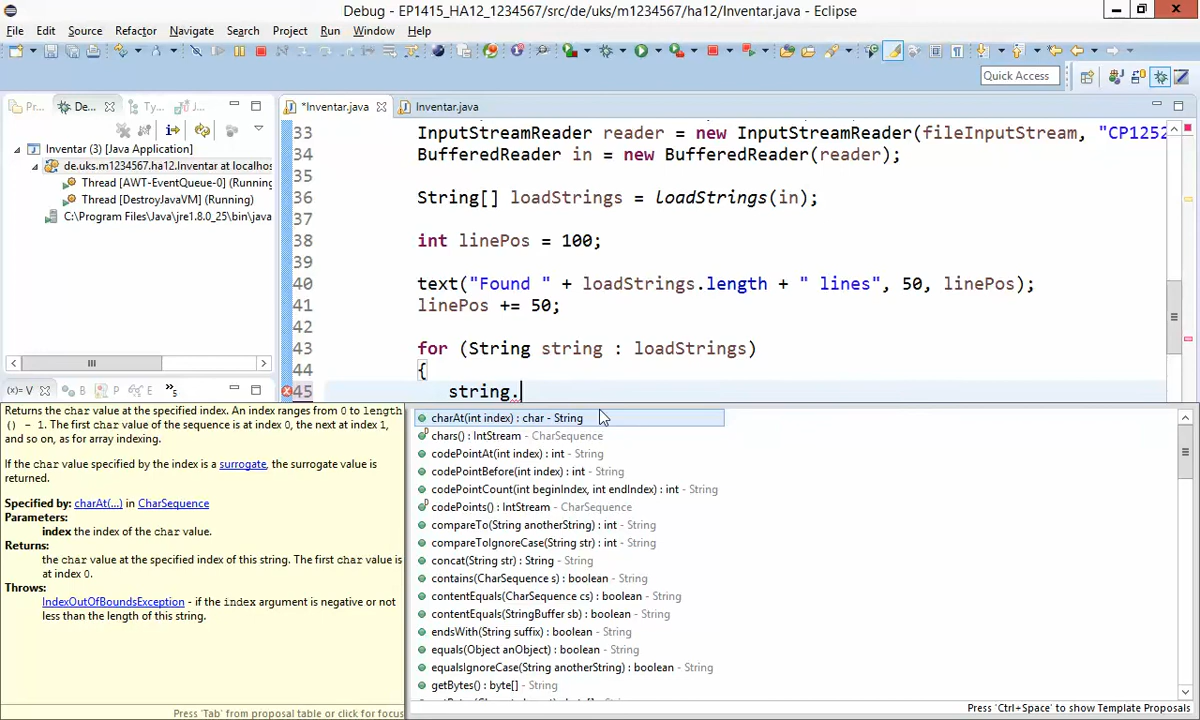 Debug - EP1415_HA12_1234567/src/de/uks/m1234567/ha12/Inventar.java - Eclipse
File Edit Source Refactor Navigate Search Project Run Window Help
Quick Access
Pr... De... Ty... J...
*Inventar.java Inventar.java
Inventar (3) [Java Application]
de.uks.m1234567.ha12.Inventar at localhos
Thread [AWT-EventQueue-0] (Running
Thread [DestroyJavaVM] (Running)
C:\Program Files\Java\jre1.8.0_25\bin\java
33 InputStreamReader reader = new InputStreamReader(fileInputStream, "CP1252
34 BufferedReader in = new BufferedReader(reader);
35
36 String[] loadStrings = loadStrings(in);
37
38 int linePos = 100;
39
40 text("Found " + loadStrings.length + " lines", 50, linePos);
41 linePos += 50;
42
43 for (String string : loadStrings)
44 {
45 string.
(x)= V B P E »5
Returns the char value at the specified index. An index ranges from 0 to length
() - 1. The first char value of the sequence is at index 0, the next at index 1,
and so on, as for array indexing.
If the char value specified by the index is a surrogate, the surrogate value is
returned.
Specified by: charAt(...) in CharSequence
Parameters:
index the index of the char value.
Returns:
the char value at the specified index of this string. The first char value is
at index 0.
Throws:
IndexOutOfBoundsException - if the index argument is negative or not
less than the length of this string.
Press 'Tab' from proposal table or click for focus
charAt(int index) : char - String
chars() : IntStream - CharSequence
codePointAt(int index) : int - String
codePointBefore(int index) : int - String
codePointCount(int beginIndex, int endIndex) : int - String
codePoints() : IntStream - CharSequence
compareTo(String anotherString) : int - String
compareToIgnoreCase(String str) : int - String
concat(String str) : String - String
contains(CharSequence s) : boolean - String
contentEquals(CharSequence cs) : boolean - String
contentEquals(StringBuffer sb) : boolean - String
endsWith(String suffix) : boolean - String
equals(Object anObject) : boolean - String
equalsIgnoreCase(String anotherString) : boolean - String
getBytes() : byte[] - String
Press 'Ctrl+Space' to show Template Proposals